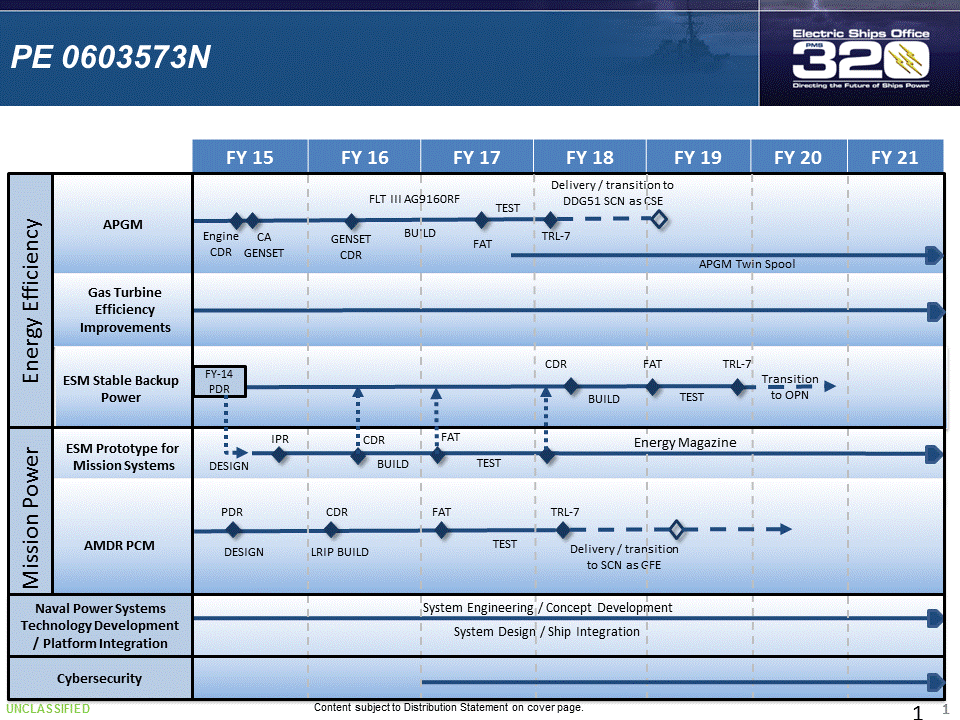 PE 0603573N
Electric Ships Office
PMS
320
Directing the Future of Ships Power
FY 15
FY 16
FY 17
FY 18
FY 19
FY 20
FY 21
Energy Efficiency
APGM
Engine
CDR
CA
GENSET
GENSET
CDR
FLT III AG9160RF
BUILD
FAT
TEST
TRL-7
Delivery / transition to
DDG51 SCN as CSE
APGM Twin Spool
Gas Turbine
Efficiency
Improvements
ESM Stable Backup
Power
FY-14
PDR
CDR
BUILD
FAT
TEST
TRL-7
Transition
to OPN
Mission Power
ESM Prototype for
Mission Systems
DESIGN
IPR
CDR
BUILD
FAT
TEST
Energy Magazine
AMDR PCM
PDR
DESIGN
CDR
LRIP BUILD
FAT
TEST
TRL-7
Delivery / transition
to SCN as GFE
Naval Power Systems
Technology Development
/ Platform Integration
System Engineering / Concept Development
System Design / Ship Integration
Cybersecurity
UNCLASSIFIED
Content subject to Distribution Statement on cover page.
1
1